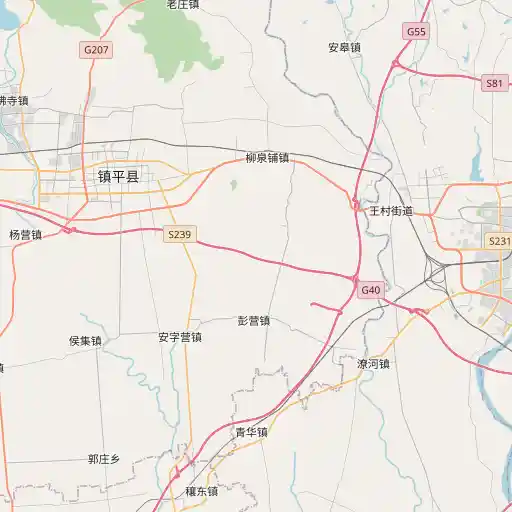 老庄镇
G55
安皋镇
G207
S81
佛寺镇
柳泉铺镇
镇平县
王村街道
杨营镇
S239
S231
G40
彭营镇
安字营镇
侯集镇
潦河镇
镇
青华镇
郭庄乡
穰东镇